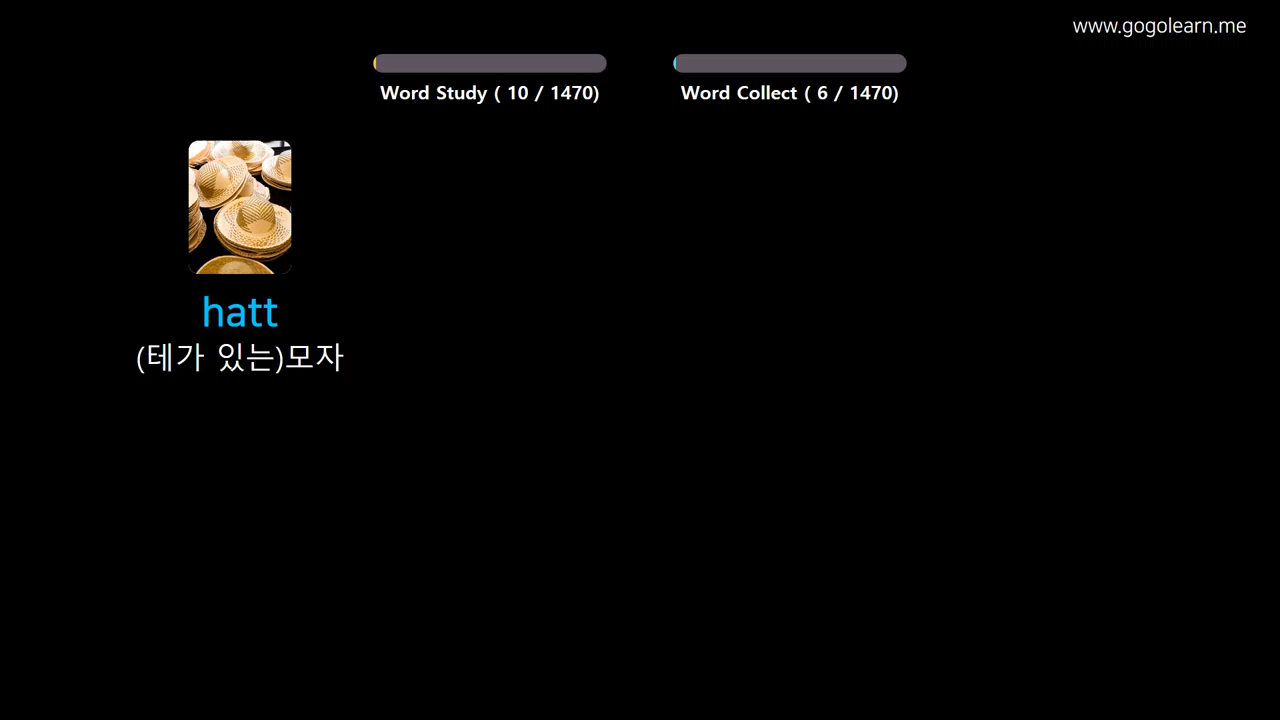 www.gogolearn.me
Word Study ( 10 / 1470)
Word Collect ( 6 / 1470)
hatt
(테가 있는)모자